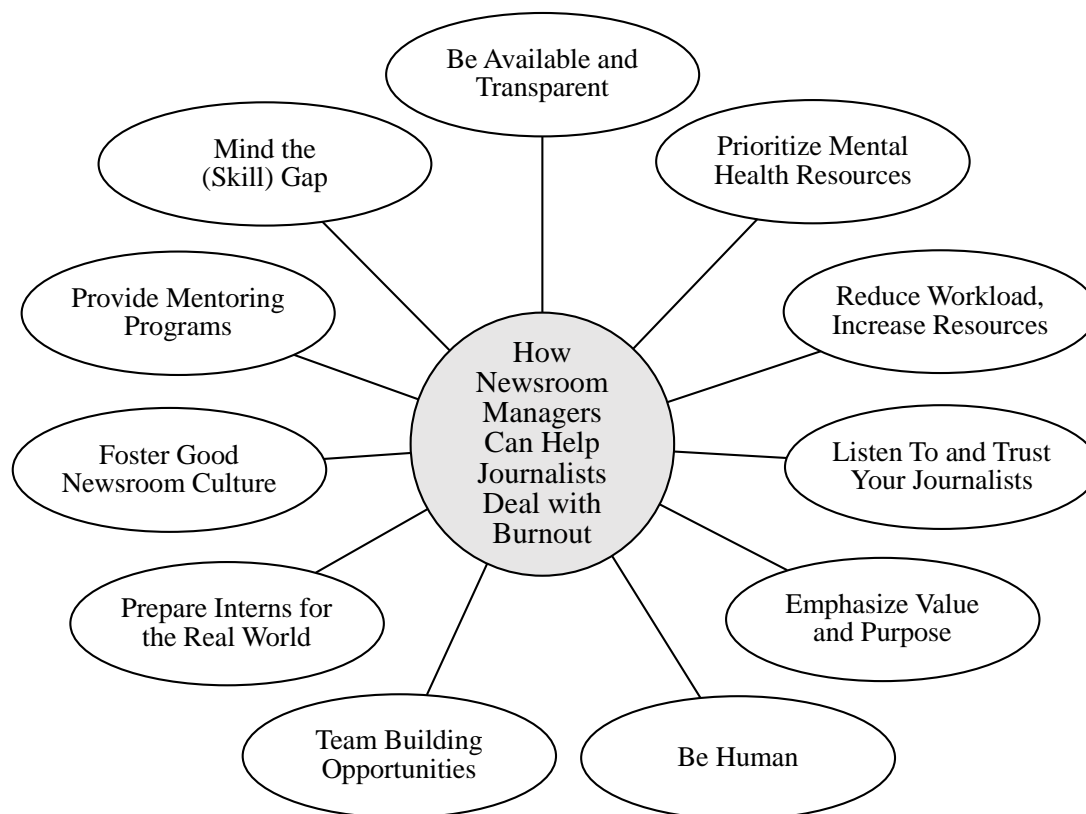 Be Available and
Transparent
Prioritize Mental
Health Resources
Reduce Workload,
Increase Resources
Listen To and Trust
Your Journalists
Emphasize Value
and Purpose
Be Human
Team Building
Opportunities
Prepare Interns for
the Real World
Foster Good
Newsroom Culture
Provide Mentoring
Programs
Mind the
(Skill) Gap
How
Newsroom
Managers
Can Help
Journalists
Deal with
Burnout